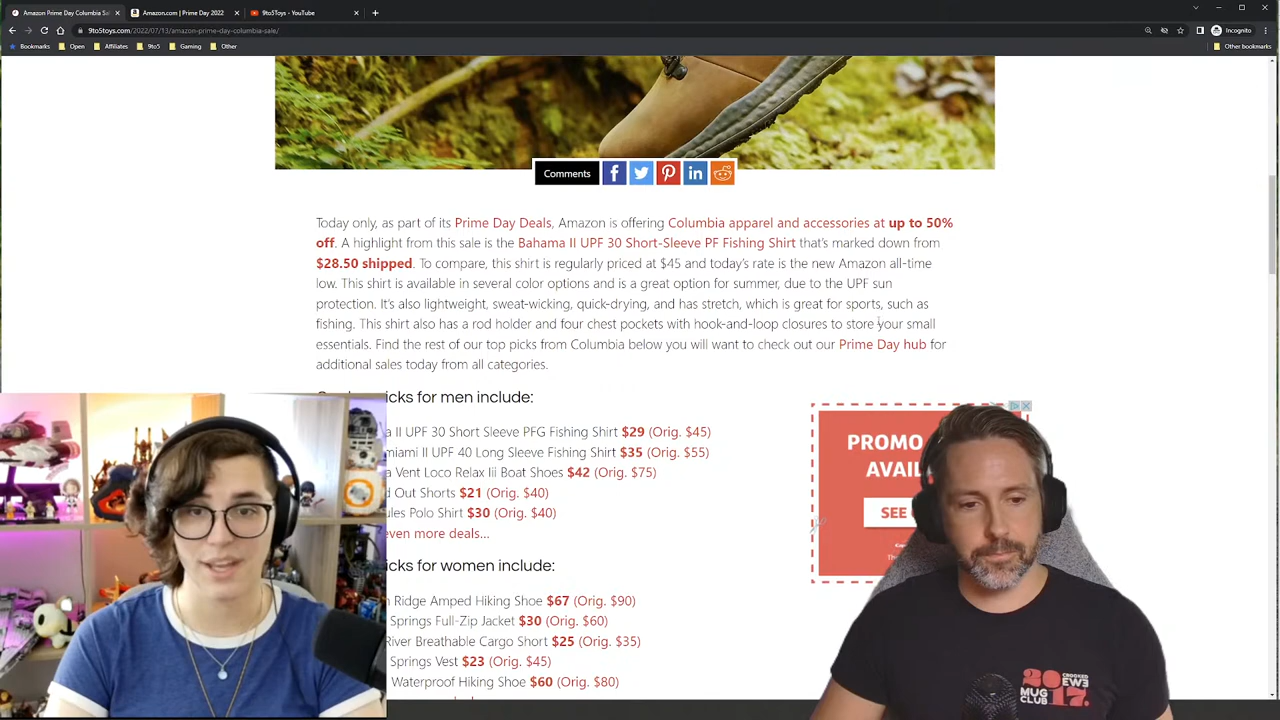 Amazon Prime Day Columbia Sa
Amazon.com | Prime Day 2022
9to5Toys - YouTube
9to5toys.com/2022/07/13/amazon-prime-day-columbia-sale/
Incognito
Bookmarks
Open
Affiliates
9to5
Gaming
Other
Other bookmarks
Comments
Today only, as part of its Prime Day Deals, Amazon is offering Columbia apparel and accessories at up to 50%
off. A highlight from this sale is the Bahama II UPF 30 Short-Sleeve PF Fishing Shirt that's marked down from
$28.50 shipped. To compare, this shirt is regularly priced at $45 and today's rate is the new Amazon all-time
low. This shirt is available in several color options and is a great option for summer, due to the UPF sun
protection. It's also lightweight, sweat-wicking, quick-drying, and has stretch, which is great for sports, such as
fishing. This shirt also has a rod holder and four chest pockets with hook-and-loop closures to store your small
essentials. Find the rest of our top picks from Columbia below you will want to check out our Prime Day hub for
additional sales today from all categories.
icks for men include:
a II UPF 30 Short Sleeve PFG Fishing Shirt $29 (Orig. $45)
miami II UPF 40 Long Sleeve Fishing Shirt $35 (Orig. $55)
a Vent Loco Relax Iii Boat Shoes $42 (Orig. $75)
d Out Shorts $21 (Orig. $40)
ules Polo Shirt $30 (Orig. $40)
even more deals...
icks for women include:
n Ridge Amped Hiking Shoe $67 (Orig. $90)
Springs Full-Zip Jacket $30 (Orig. $60)
River Breathable Cargo Short $25 (Orig. $35)
Springs Vest $23 (Orig. $45)
Waterproof Hiking Shoe $60 (Orig. $80)
PROMO
AVAIL
SEE
20
17.
CROOKED
EWE
MUG
CLUB